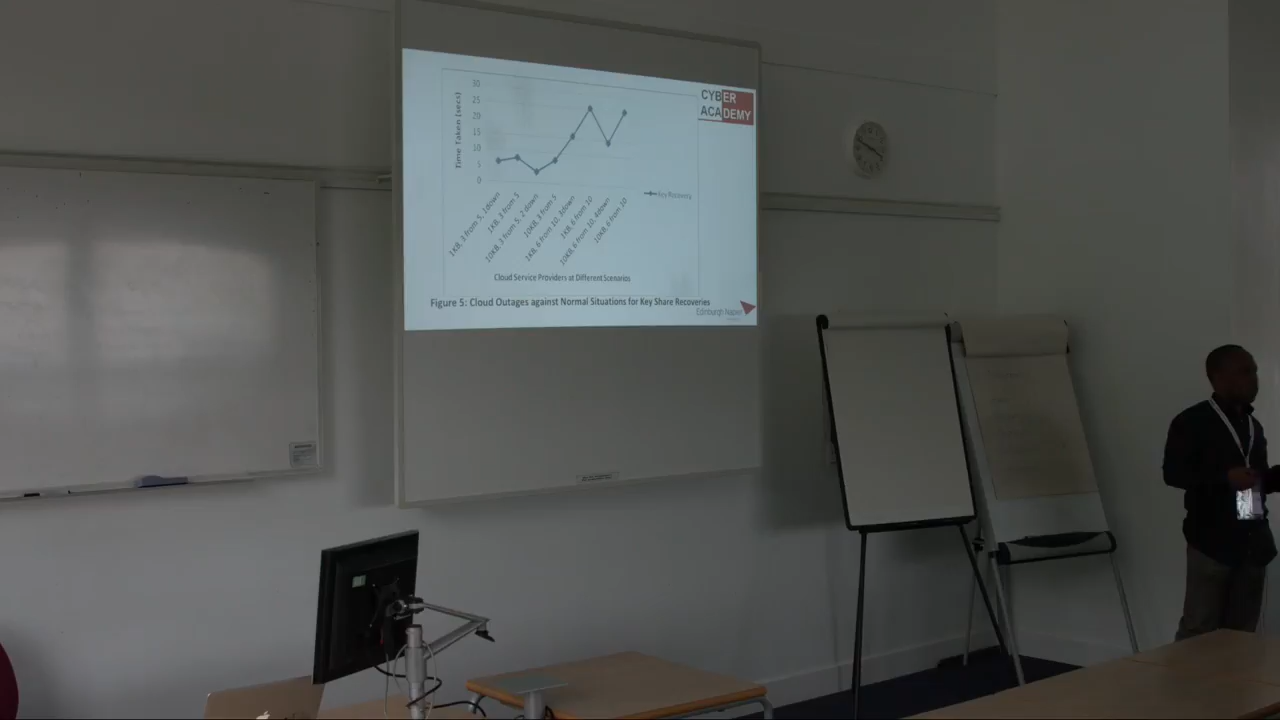 CYBER
ACADEMY
30
25
20
15
10
5
0
Time Taken (secs)
1KB, 3 from 5, 1down
1KB, 3 from 5
10KB, 3 from 5, 2 down
10KB, 3 from 5
1KB, 6 from 10, 3down
1KB, 6 from 10
10KB, 6 from 10, 4down
10KB, 6 from 10
Key Recovery
Cloud Service Providers at Different Scenarios
Figure 5: Cloud Outages against Normal Situations for Key Share Recoveries
Edinburgh Napier